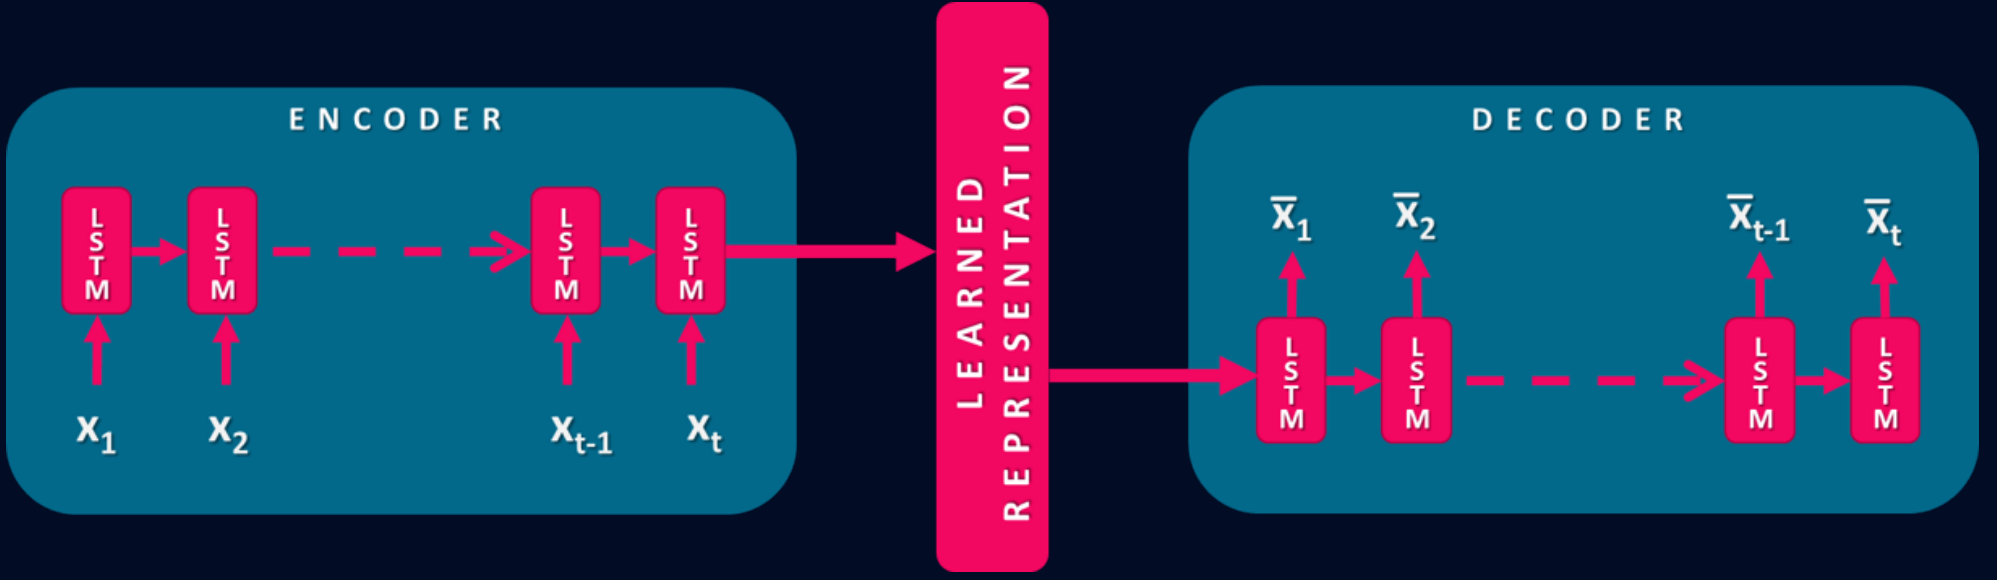 ENCODER
LSTM
LSTM
LSTM
LSTM
x1
x2
xt-1
xt
LEARNED
REPRESENTATION
DECODER
x̅1
x̅2
x̅t-1
x̅t
LSTM
LSTM
LSTM
LSTM